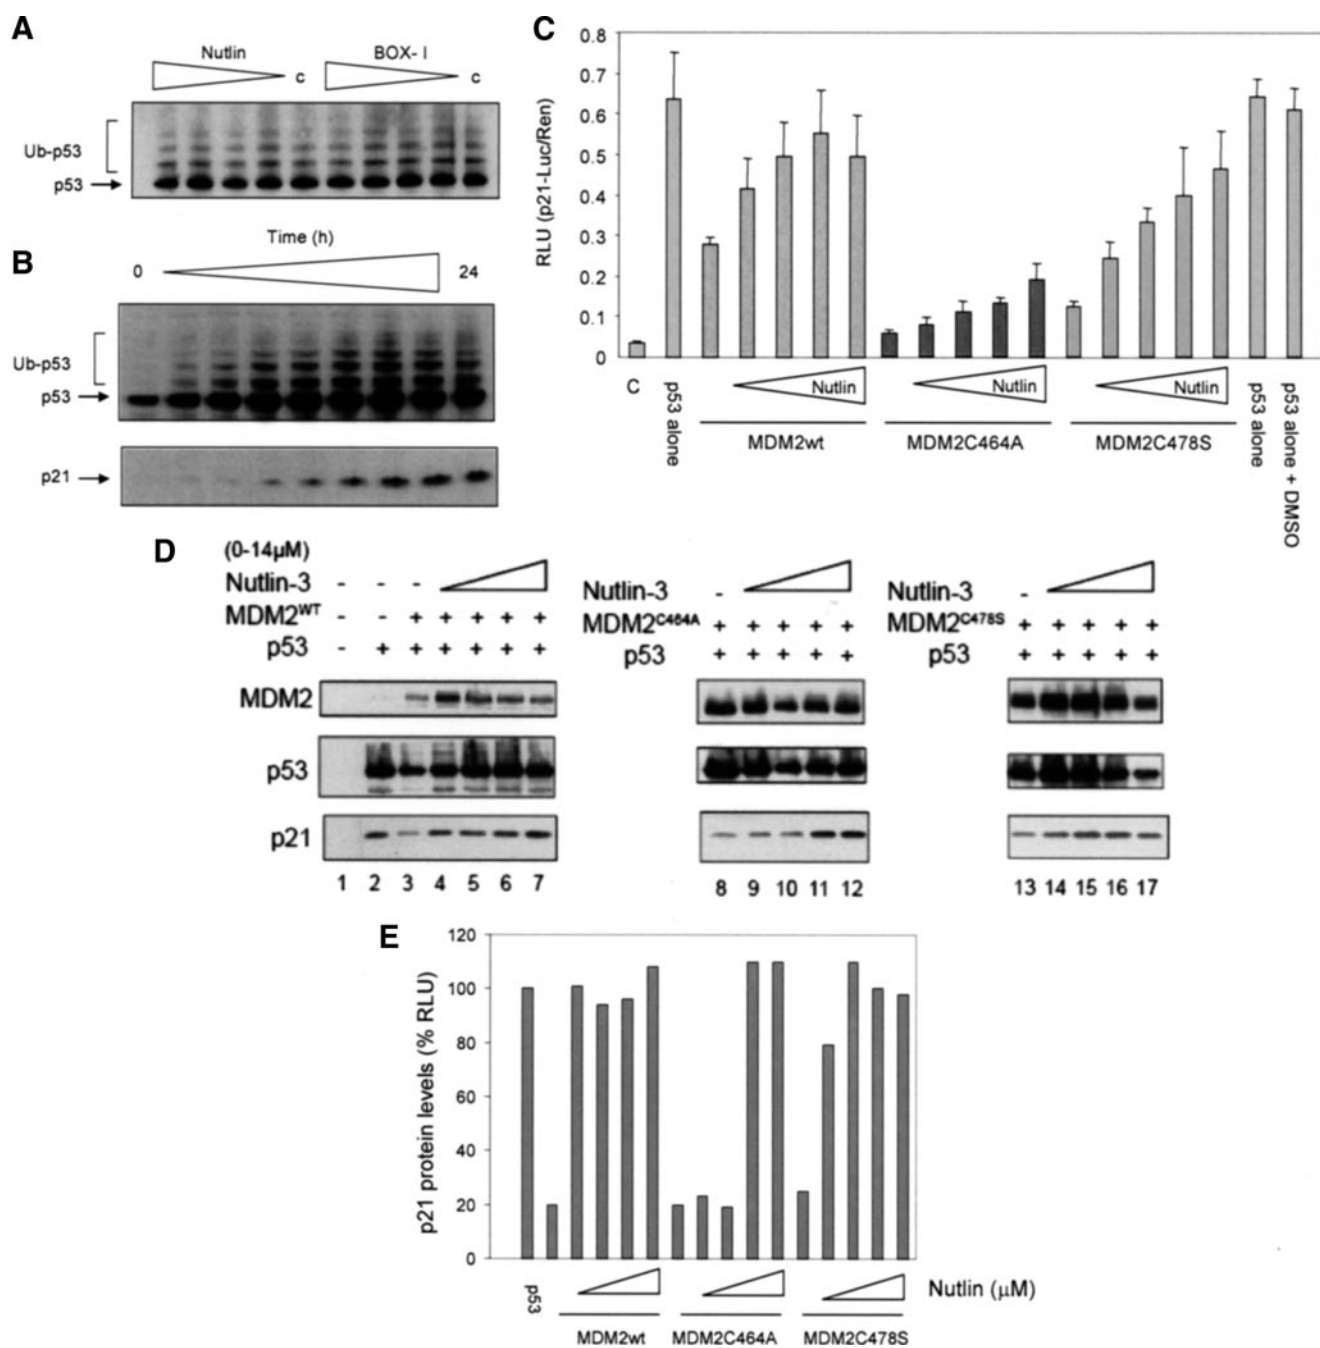 A
Nutlin BOX- I
c c
Ub-p53
p53
B
Time (h)
0 24
Ub-p53
p53
p21
C
RLU (p21-Luc/Ren)
0.8
0.7
0.6
0.5
0.4
0.3
0.2
0.1
0
C
p53 alone
Nutlin
Nutlin
Nutlin
p53 alone
p53 alone + DMSO
MDM2wt
MDM2C464A
MDM2C478S
D
(0-14µM)
Nutlin-3 - - -
MDM2WT - - + + + + +
p53 - + + + + + +
MDM2
p53
p21
1 2 3 4 5 6 7
Nutlin-3 -
MDM2C464A + + + + +
p53 + + + + +
8 9 10 11 12
Nutlin-3 -
MDM2C478S + + + + +
p53 + + + + +
13 14 15 16 17
E
p21 protein levels (% RLU)
120
100
80
60
40
20
0
p53
Nutlin (µM)
MDM2wt
MDM2C464A
MDM2C478S